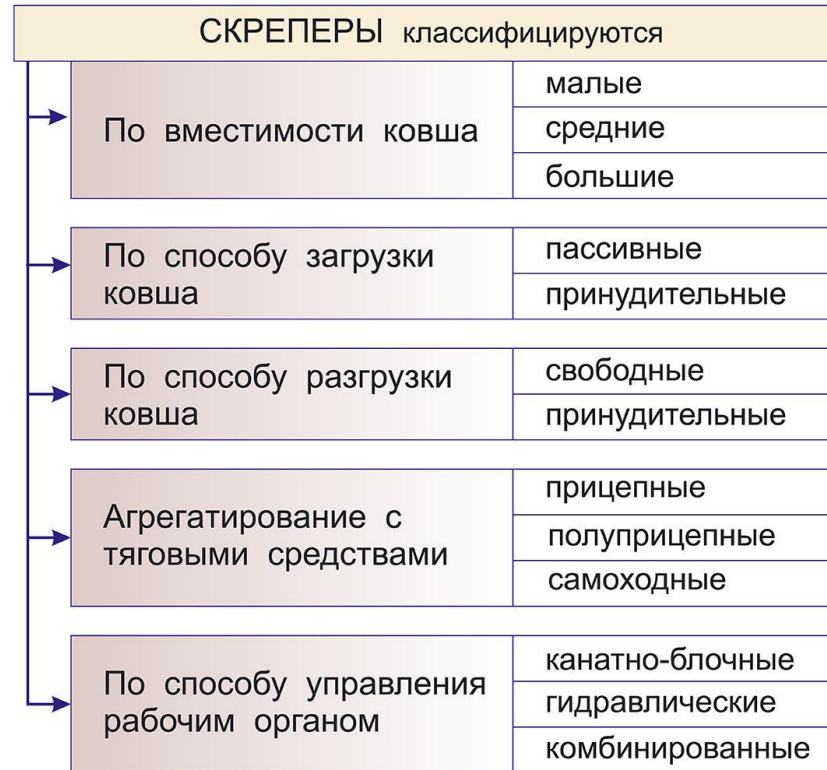 СКРЕПЕРЫ классифицируются
По вместимости ковша
малые
средние
большие
По способу загрузки
ковша
пассивные
принудительные
По способу разгрузки
ковша
свободные
принудительные
Агрегатирование с
тяговыми средствами
прицепные
полуприцепные
самоходные
По способу управления
рабочим органом
канатно-блочные
гидравлические
комбинированные